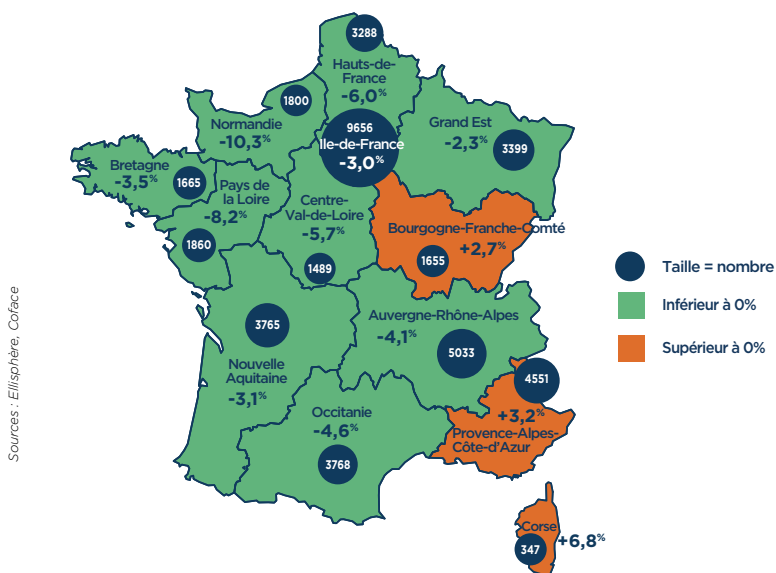 3288
Hauts-de-
France
-6,0%
1800
Normandie
-10,3%
9656
Ile-de-France
-3,0%
Grand Est
-2,3%
3399
Bretagne
-3,5%
1665
Pays de
la Loire
-8,2%
1860
Centre-
Val-de-Loire
-5,7%
1489
Bourgogne-Franche-Comté
+2,7%
1655
Taille = nombre
Inférieur à 0%
Supérieur à 0%
3765
Nouvelle
Aquitaine
-3,1%
Auvergne-Rhône-Alpes
-4,1%
5033
4551
+3,2%
Provence-Alpes-
Côte-d'Azur
Occitanie
-4,6%
3768
Corse
347
+6,8%
Sources : Ellisphère, Coface